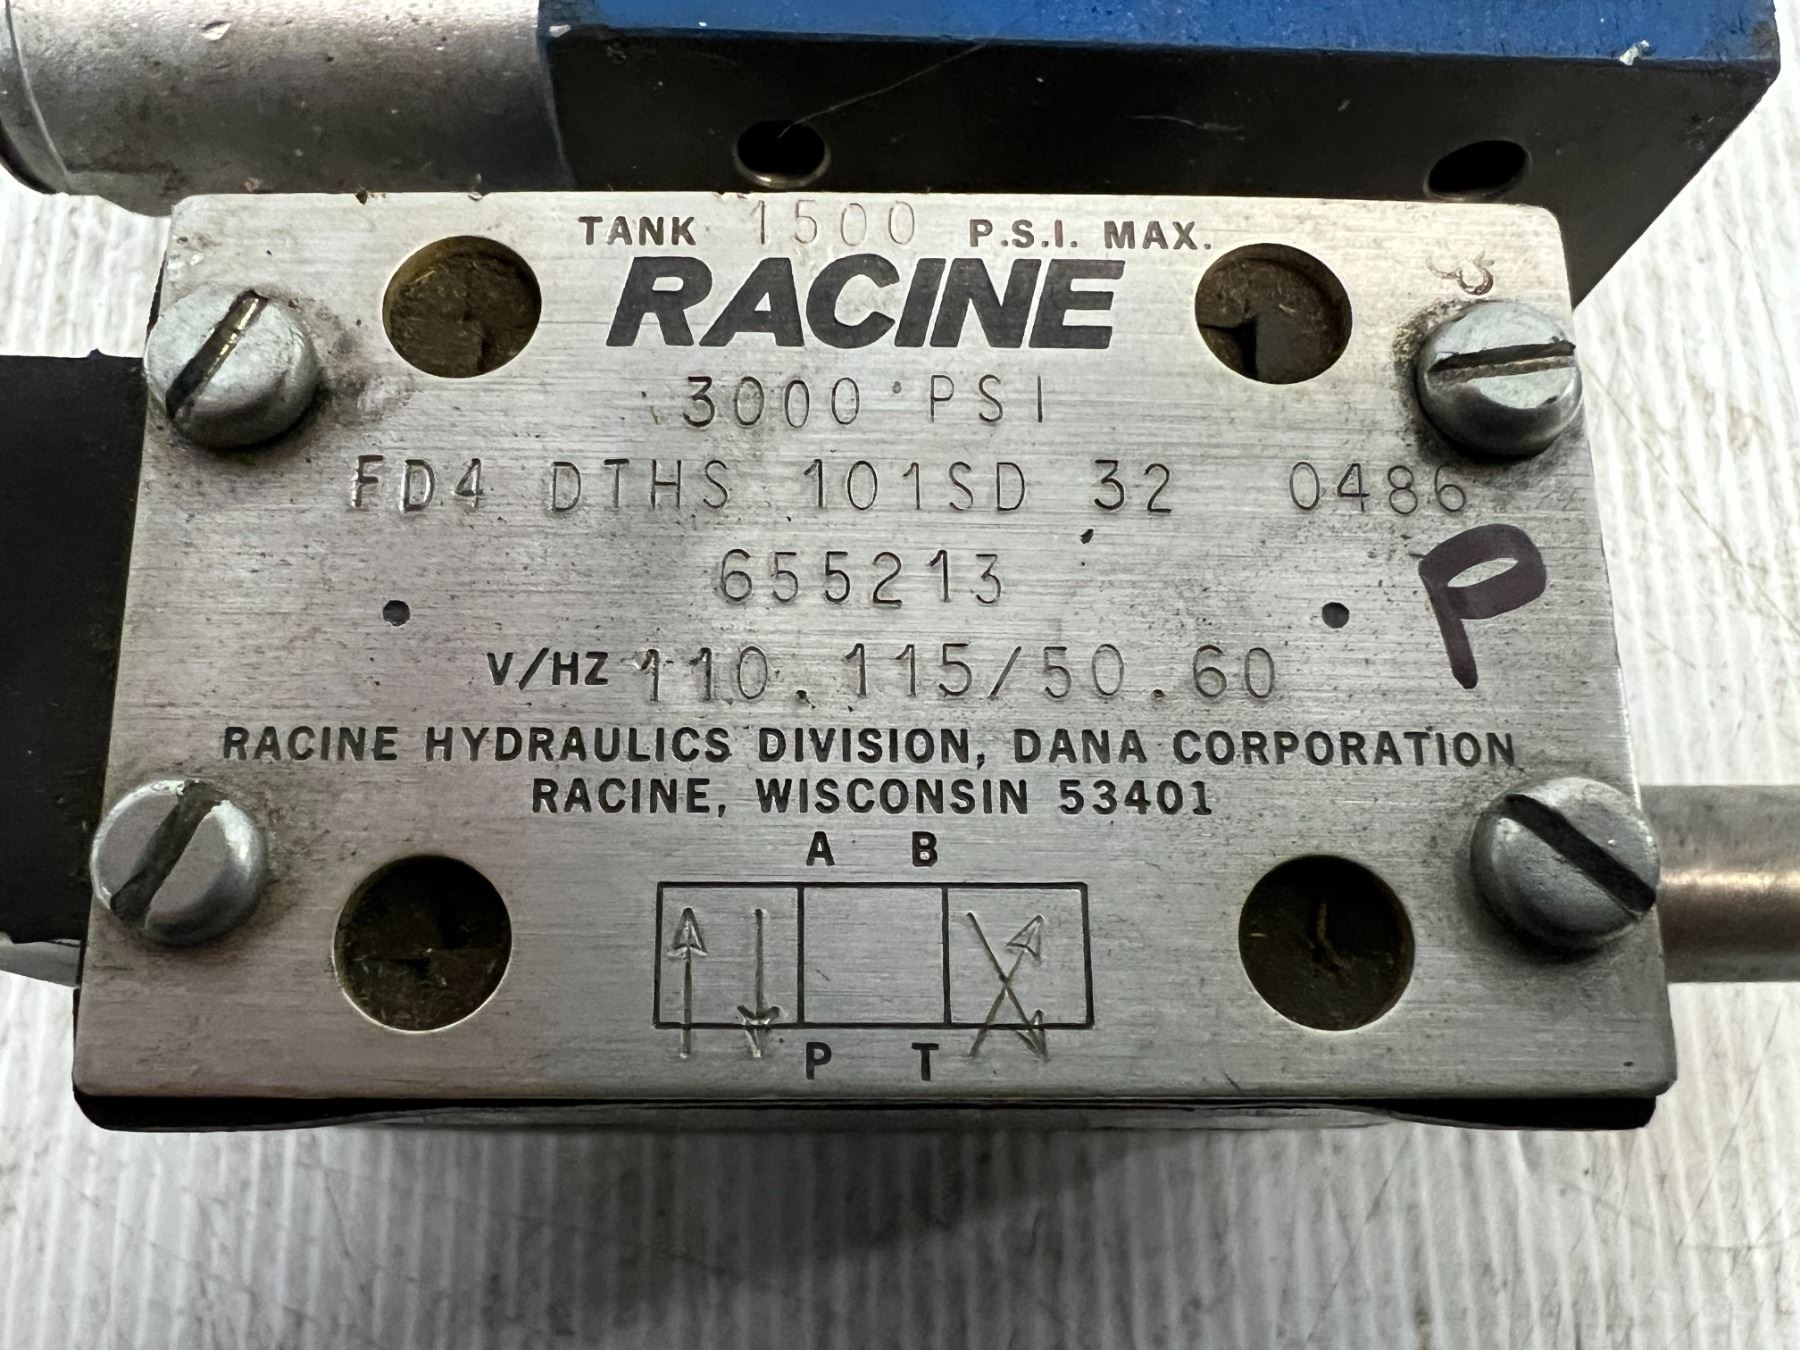 TANK 1500 P.S.I. MAX.
RACINE
3000 PSI
FD4 DTHS 101SD 32 0486
655213
P
V/HZ 110.115/50.60
RACINE HYDRAULICS DIVISION, DANA CORPORATION
RACINE, WISCONSIN 53401
A B
P T